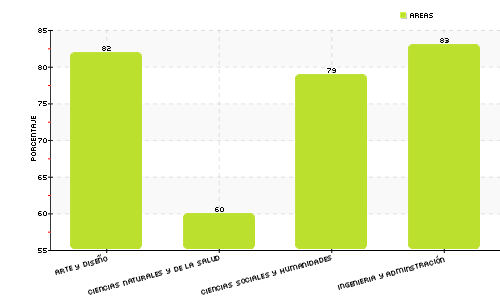 AREAS
85
80
75
70
65
60
55
PORCENTAJE
82
60
79
83
ARTE Y DISEÑO
CIENCIAS NATURALES Y DE LA SALUD
CIENCIAS SOCIALES Y HUMANIDADES
INGENIERIA Y ADMINSTRACIÓN